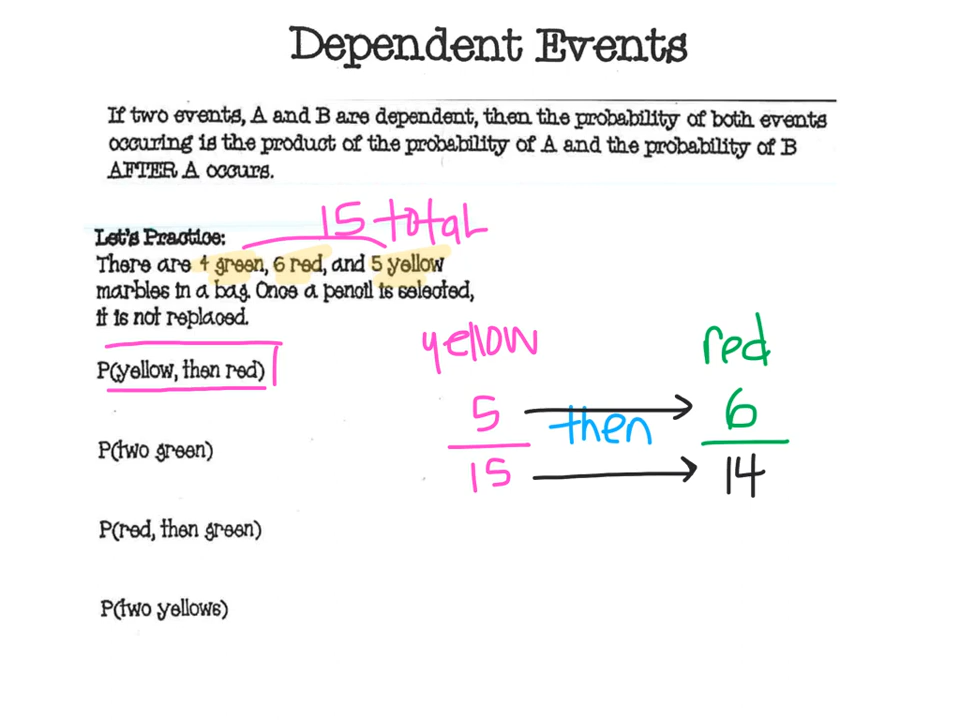 Dependent Events
If two events, A and B are dependent, then the probability of both events
occuring is the product of the probability of A and the probability of B
AFTER A occurs.
15 total
Let's Practice:
There are 4 green, 6 red, and 5 yellow
marbles in a bag. Once a pencil is selected,
it is not replaced.
yellow red
P(yellow, then red)
5 then 6
15 14
P(two green)
P(red, then green)
P(two yellows)